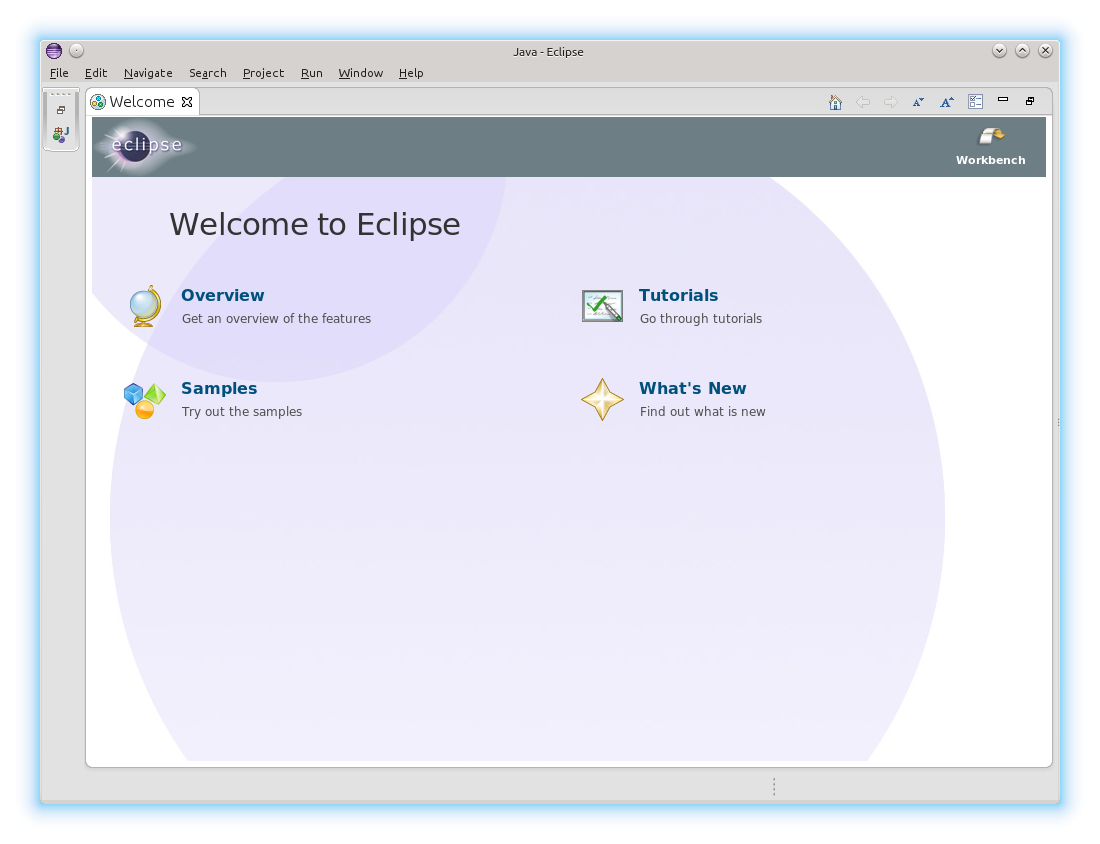 Java - Eclipse
File Edit Navigate Search Project Run Window Help
Welcome
eclipse
Workbench
Welcome to Eclipse
Overview
Get an overview of the features
Tutorials
Go through tutorials
Samples
Try out the samples
What's New
Find out what is new